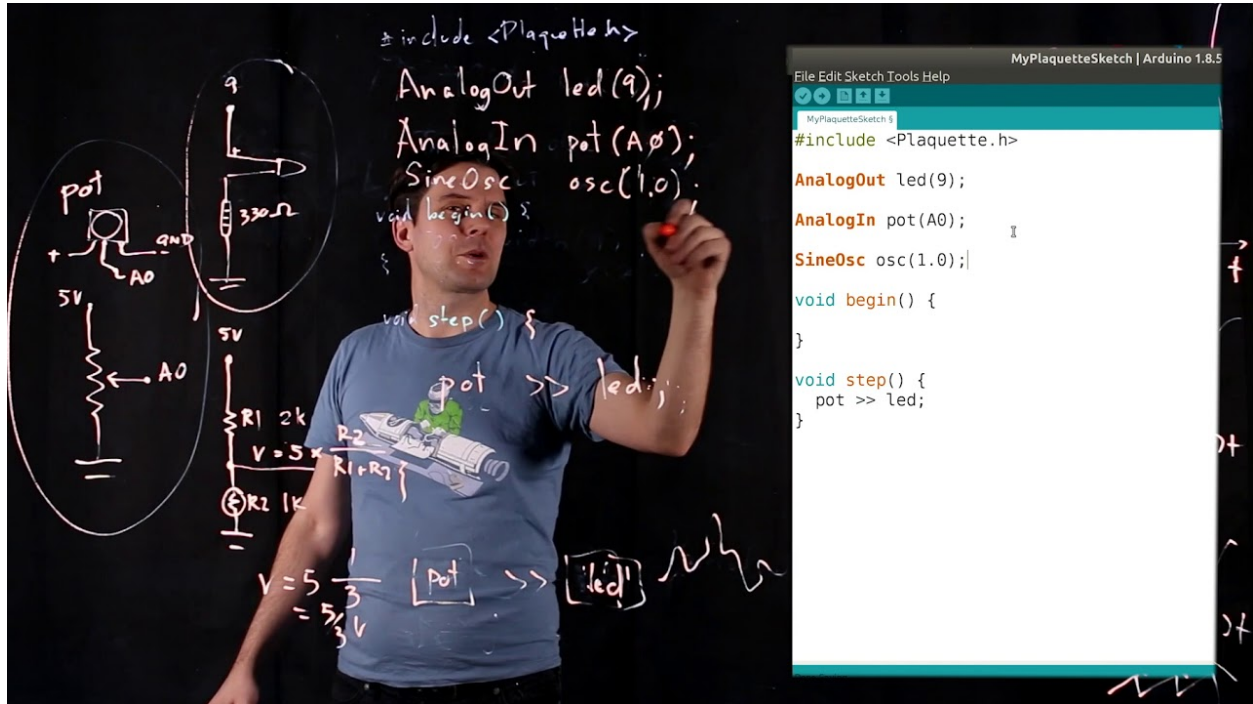 #include <Plaquette.h>
AnalogOut led(9);
AnalogIn pot(A0);
SineOsc osc(1.0);
void begin() {
}
void step() {
pot >> led;
pot
+
GND
A0
5V
A0
9
+
330Ω
5V
R1 2k
V = 5 × R2
R1+R2
R2 1K
V = 5 1
3
= 5/3 V
pot >> led
t
MyPlaquetteSketch | Arduino 1.8.5
File Edit Sketch Tools Help
MyPlaquetteSketch §
#include <Plaquette.h>
AnalogOut led(9);
AnalogIn pot(A0);
SineOsc osc(1.0);
void begin() {
}
void step() {
pot >> led;
}